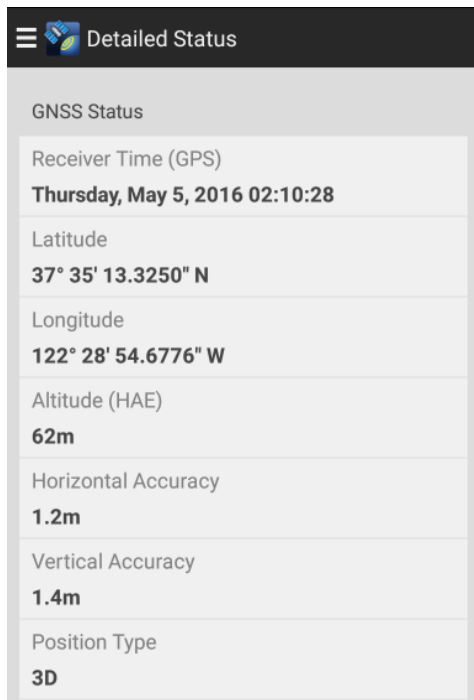 Detailed Status
GNSS Status
Receiver Time (GPS)
Thursday, May 5, 2016 02:10:28
Latitude
37° 35' 13.3250" N
Longitude
122° 28' 54.6776" W
Altitude (HAE)
62m
Horizontal Accuracy
1.2m
Vertical Accuracy
1.4m
Position Type
3D